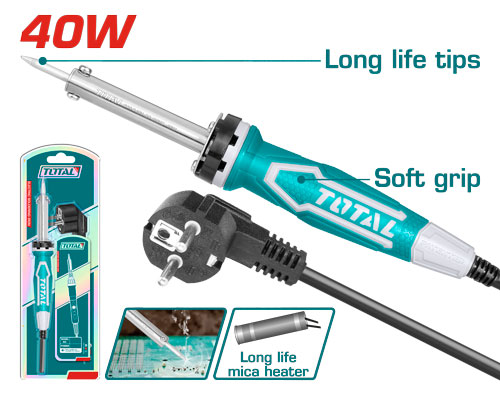 40W
Long life tips
Soft grip
TOTAL
TOTAL
TOTAL
Long life
mica heater